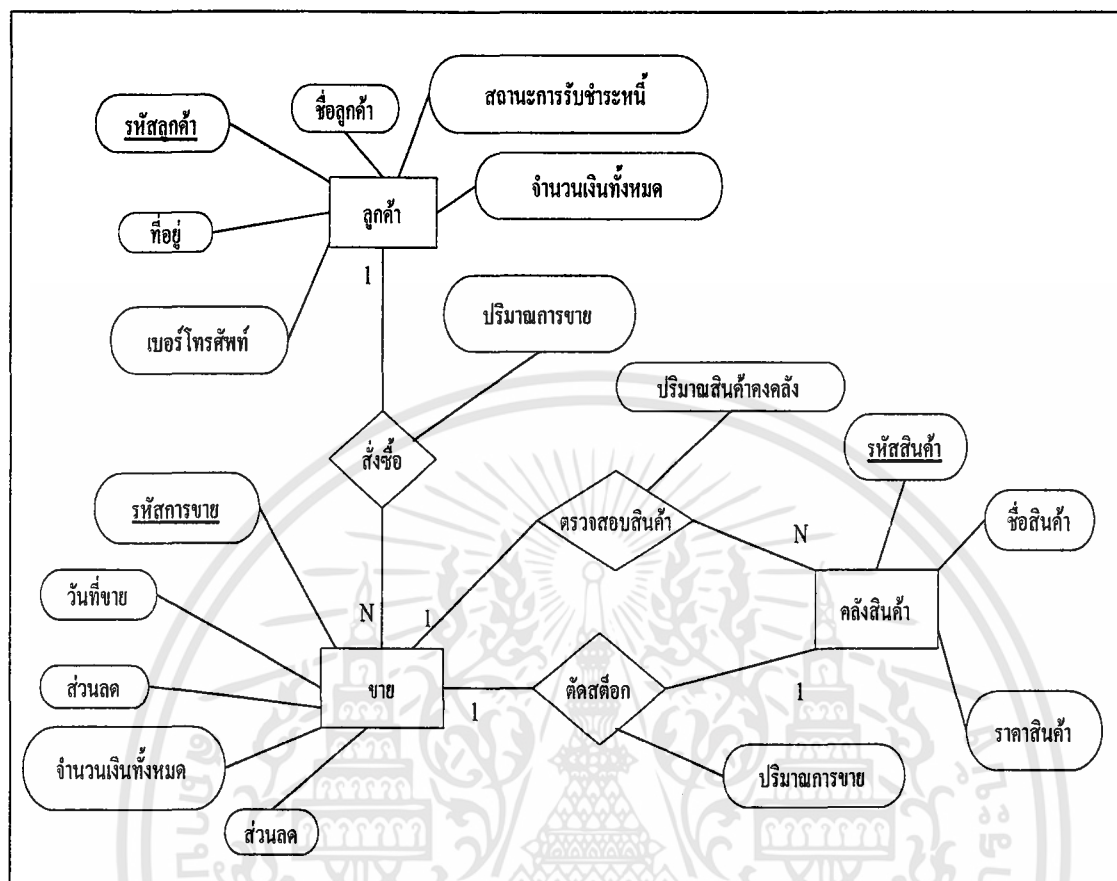 สถานะการรับชำระหนี้
ชื่อลูกค้า
รหัสลูกค้า
จำนวนเงินทั้งหมด
ลูกค้า
ที่อยู่
1
เบอร์โทรศัพท์
ปริมาณการขาย
ปริมาณสินค้าคงคลัง
สั่งซื้อ
รหัสสินค้า
รหัสการขาย
ตรวจสอบสินค้า
ชื่อสินค้า
N
วันที่ขาย
N
1
คลังสินค้า
ส่วนลด
ขาย
ตัดสต็อก
1
1
ราคาสินค้า
จำนวนเงินทั้งหมด
ปริมาณการขาย
ส่วนลด